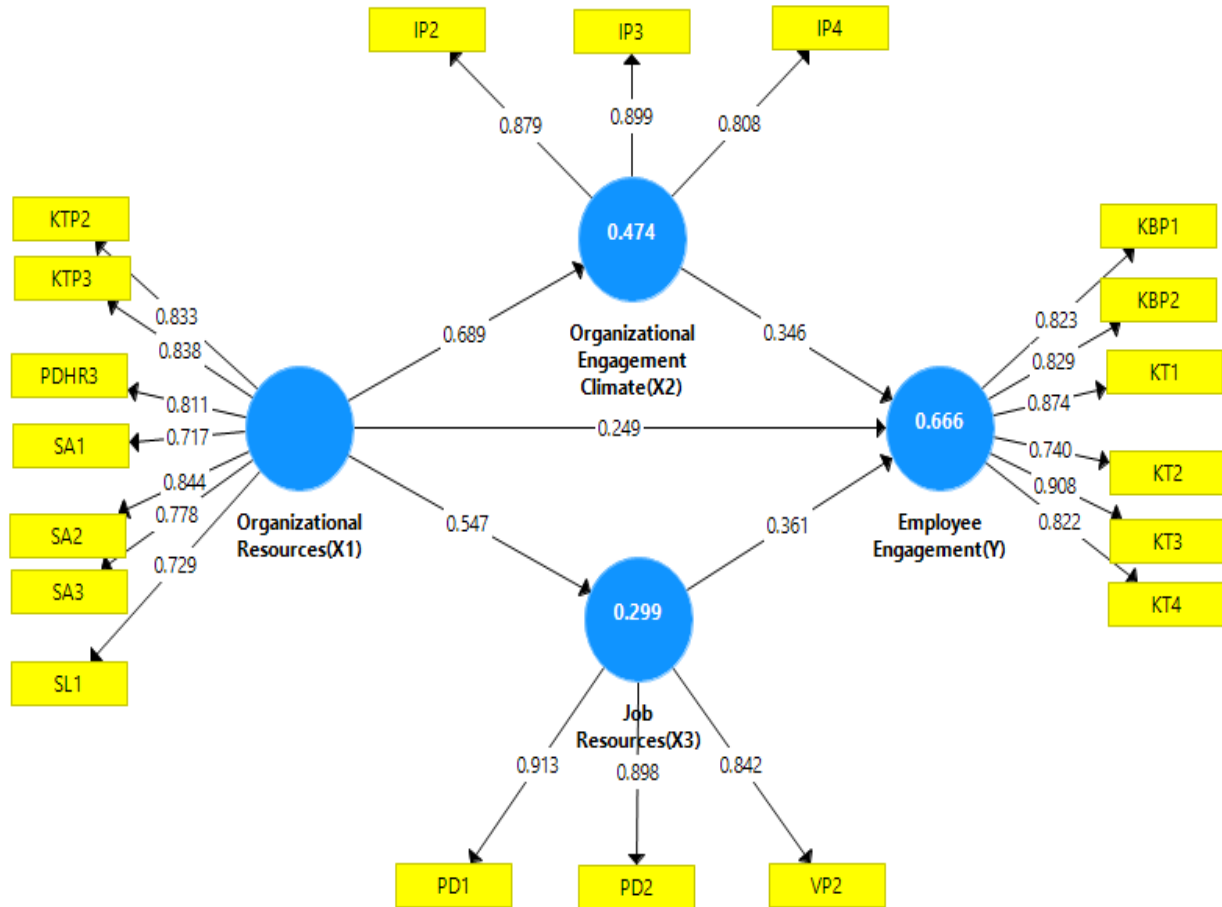 IP2
IP3
IP4
0.879
0.899
0.808
KTP2
KTP3
PDHR3
SA1
SA2
SA3
SL1
0.833
0.838
0.811
0.717
0.844
0.778
0.729
Organizational
Resources(X1)
0.689
0.249
0.547
0.474
Organizational
Engagement
Climate(X2)
0.346
0.361
0.299
Job
Resources(X3)
0.913
0.898
0.842
PD1
PD2
VP2
0.666
Employee
Engagement(Y)
0.823
0.829
0.874
0.740
0.908
0.822
KBP1
KBP2
KT1
KT2
KT3
KT4